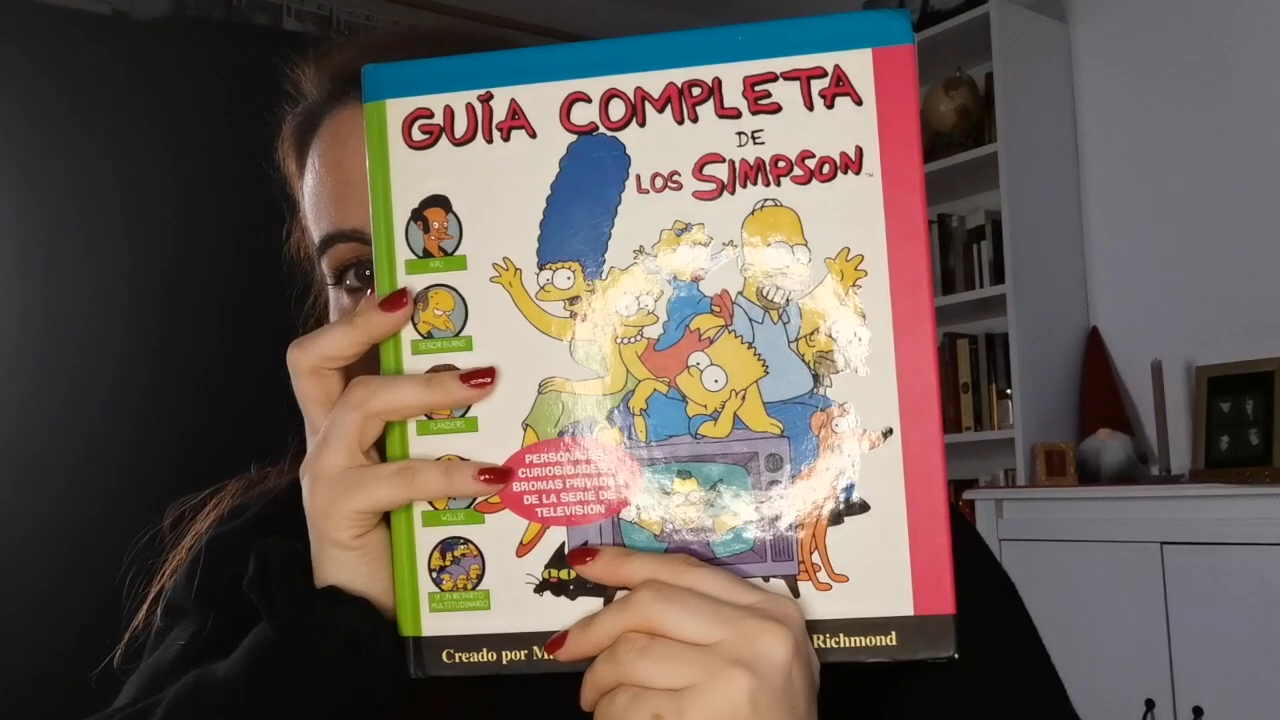 GUÍA COMPLETA
DE
LOS SIMPSON™
APU
SEÑOR BURNS
FLANDERS
WILLIE
Y UN REPARTO
MULTITUDINARIO
PERSONAJES,
CURIOSIDADES Y
BROMAS PRIVADAS
DE LA SERIE DE
TELEVISIÓN
Creado por
Richmond